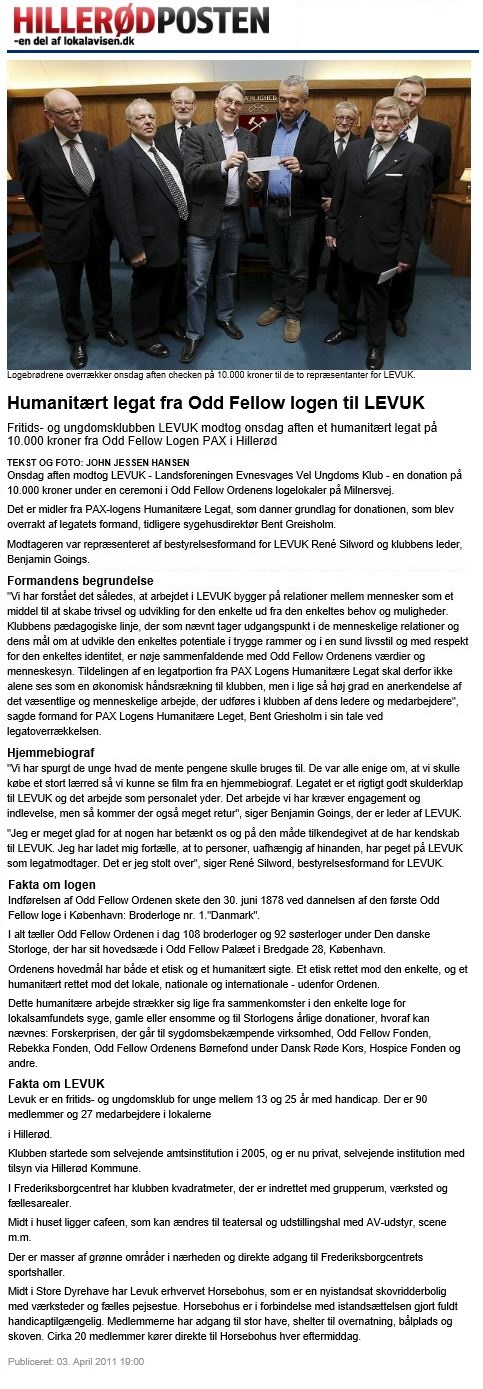 HILLERØDPOSTEN
-en del af lokalavisen.dk
ÆRLIGHED
Logebrødrene overrækker onsdag aften checken på 10.000 kroner til de to repræsentanter for LEVUK.
Humanitært legat fra Odd Fellow logen til LEVUK
Fritids- og ungdomsklubben LEVUK modtog onsdag aften et humanitært legat på
10.000 kroner fra Odd Fellow Logen PAX i Hillerød
TEKST OG FOTO: JOHN JESSEN HANSEN
Onsdag aften modtog LEVUK - Landsforeningen Evnesvages Vel Ungdoms Klub - en donation på
10.000 kroner under en ceremoni i Odd Fellow Ordenens logelokaler på Milnersvej.
Det er midler fra PAX-logens Humanitære Legat, som danner grundlag for donationen, som blev
overrakt af legatets formand, tidligere sygehusdirektør Bent Greisholm.
Modtageren var repræsenteret af bestyrelsesformand for LEVUK René Silword og klubbens leder,
Benjamin Goings.
Formandens begrundelse
"Vi har forstået det således, at arbejdet i LEVUK bygger på relationer mellem mennesker som et
middel til at skabe trivsel og udvikling for den enkelte ud fra den enkeltes behov og muligheder.
Klubbens pædagogiske linje, der som nævnt tager udgangspunkt i de menneskelige relationer og
dens mål om at udvikle den enkeltes potentiale i trygge rammer og i en sund livsstil og med respekt
for den enkeltes identitet, er nøje sammenfaldende med Odd Fellow Ordenens værdier og
menneskesyn. Tildelingen af en legatportion fra PAX Logens Humanitære Legat skal derfor ikke
alene ses som en økonomisk håndsrækning til klubben, men i lige så høj grad en anerkendelse af
det væsentlige og menneskelige arbejde, der udføres i klubben af dens ledere og medarbejdere",
sagde formand for PAX Logens Humanitære Leget, Bent Griesholm i sin tale ved
legatoverrækkelsen.
Hjemmebiograf
"Vi har spurgt de unge hvad de mente pengene skulle bruges til. De var alle enige om, at vi skulle
købe et stort lærred så vi kunne se film fra en hjemmebiograf. Legatet er et rigtigt godt skulderklap
til LEVUK og det arbejde som personalet yder. Det arbejde vi har kræver engagement og
indlevelse, men så kommer der også meget retur", siger Benjamin Goings, der er leder af LEVUK.
"Jeg er meget glad for at nogen har betænkt os og på den måde tilkendegivet at de har kendskab
til LEVUK. Jeg har ladet mig fortælle, at to personer, uafhængig af hinanden, har peget på LEVUK
som legatmodtager. Det er jeg stolt over", siger René Silword, bestyrelsesformand for LEVUK.
Fakta om logen
Indførelsen af Odd Fellow Ordenen skete den 30. juni 1878 ved dannelsen af den første Odd
Fellow loge i København: Broderloge nr. 1."Danmark".
I alt tæller Odd Fellow Ordenen i dag 108 broderloger og 92 søsterloger under Den danske
Storloge, der har sit hovedsæde i Odd Fellow Palæet i Bredgade 28, København.
Ordenens hovedmål har både et etisk og et humanitært sigte. Et etisk rettet mod den enkelte, og et
humanitært rettet mod det lokale, nationale og internationale - udenfor Ordenen.
Dette humanitære arbejde strækker sig lige fra sammenkomster i den enkelte loge for
lokalsamfundets syge, gamle eller ensomme og til Storlogens årlige donationer, hvoraf kan
nævnes: Forskerprisen, der går til sygdomsbekæmpende virksomhed, Odd Fellow Fonden,
Rebekka Fonden, Odd Fellow Ordenens Børnefond under Dansk Røde Kors, Hospice Fonden og
andre.
Fakta om LEVUK
Levuk er en fritids- og ungdomsklub for unge mellem 13 og 25 år med handicap. Der er 90
medlemmer og 27 medarbejdere i lokalerne
i Hillerød.
Klubben startede som selvejende amtsinstitution i 2005, og er nu privat, selvejende institution med
tilsyn via Hillerød Kommune.
I Frederiksborgcentret har klubben kvadratmeter, der er indrettet med grupperum, værksted og
fællesarealer.
Midt i huset ligger cafeen, som kan ændres til teatersal og udstillingshal med AV-udstyr, scene
m.m.
Der er masser af grønne områder i nærheden og direkte adgang til Frederiksborgcentrets
sportshaller.
Midt i Store Dyrehave har Levuk erhvervet Horsebohus, som er en nyistandsat skovridderbolig
med værksteder og fælles pejsestue. Horsebohus er i forbindelse med istandsættelsen gjort fuldt
handicaptilgængelig. Medlemmerne har adgang til stor have, shelter til overnatning, bålplads og
skoven. Cirka 20 medlemmer kører direkte til Horsebohus hver eftermiddag.
Publiceret: 03. April 2011 19:00